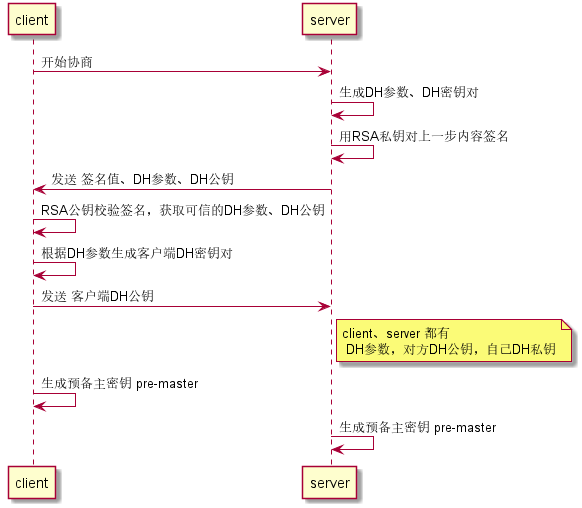 client
server
开始协商
生成DH参数、DH密钥对
用RSA私钥对上一步内容签名
发送 签名值、DH参数、DH公钥
RSA公钥校验签名，获取可信的DH参数、DH公钥
根据DH参数生成客户端DH密钥对
发送 客户端DH公钥
client、server 都有
DH参数，对方DH公钥，自己DH私钥
生成预备主密钥 pre-master
生成预备主密钥 pre-master
client
server